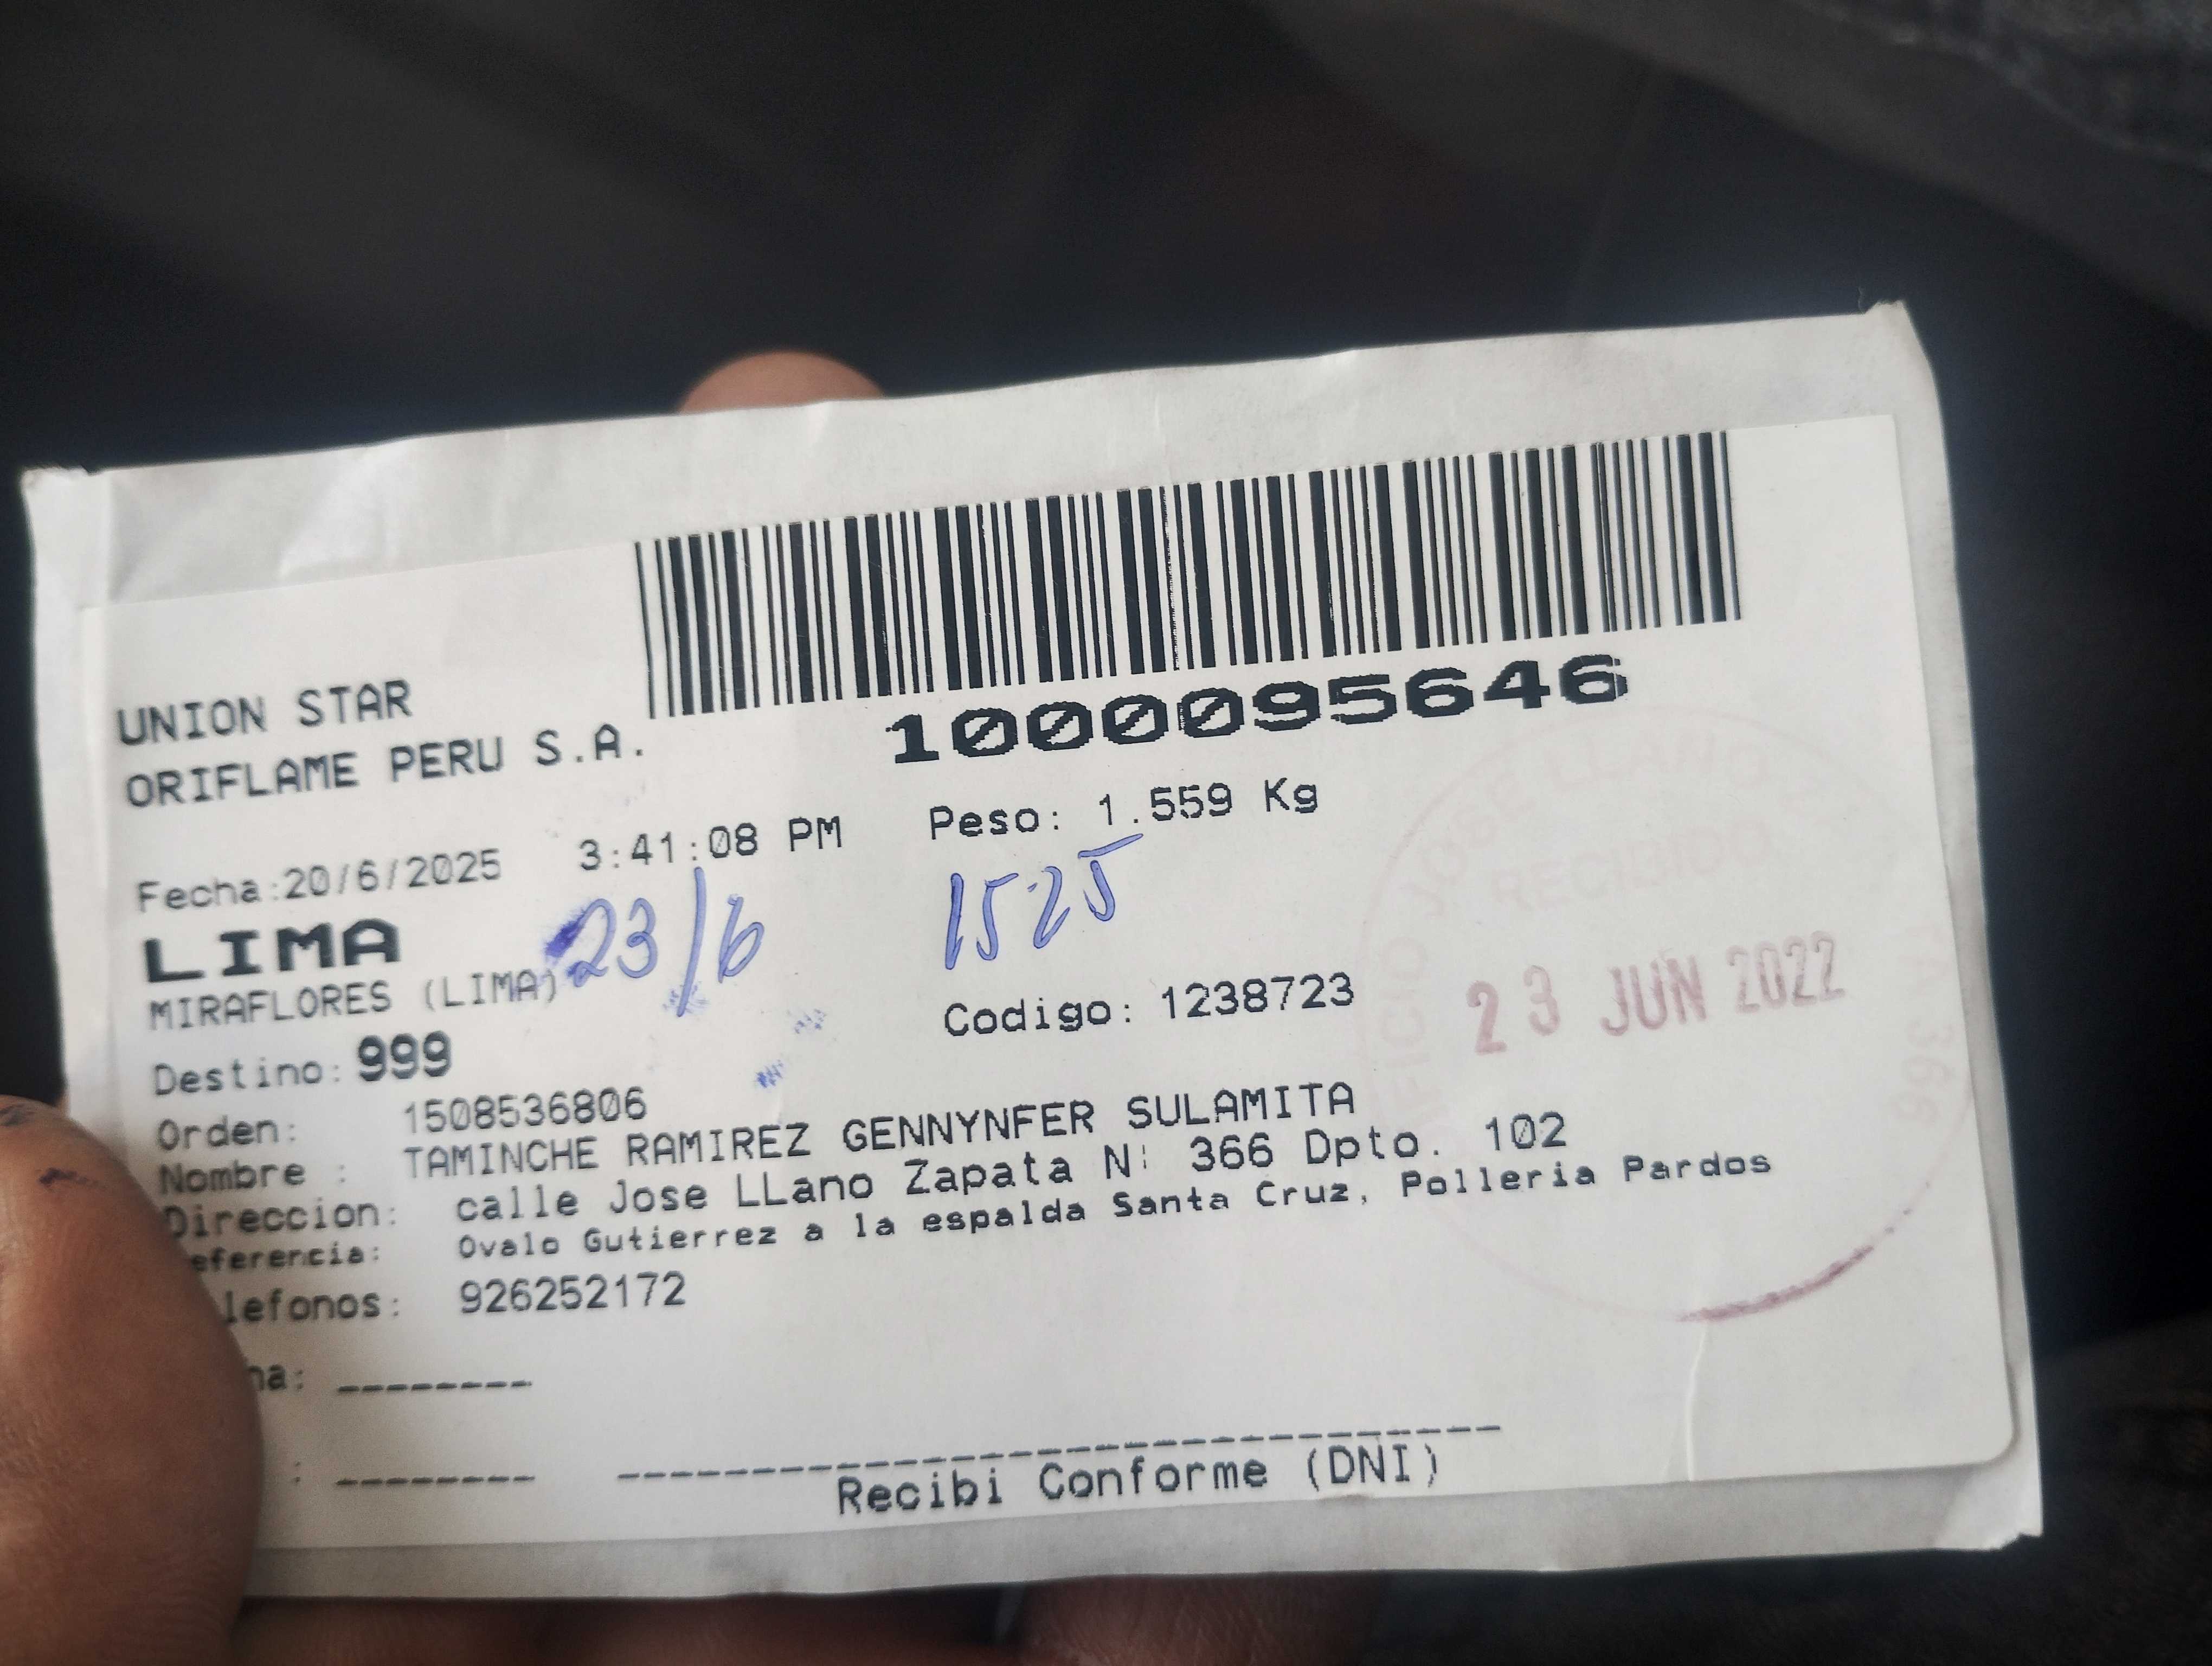 1000095646
UNION STAR
ORIFLAME PERU S.A.
Fecha:20/6/2025 3:41:08 PM Peso: 1.559 Kg
LIMA 23/6 1525
MIRAFLORES (LIMA)
Destino: 999 Codigo: 1238723
RECIBIDO
23 JUN 2022
Orden: 1508536806
Nombre : TAMINCHE RAMIREZ GENNYNFER SULAMITA
Direccion: calle Jose LLano Zapata N: 366 Dpto. 102
eferencia: Ovalo Gutierrez a la espalda Santa Cruz, Polleria Pardos
lefonos: 926252172
na: --------
: --------
Recibi Conforme (DNI)